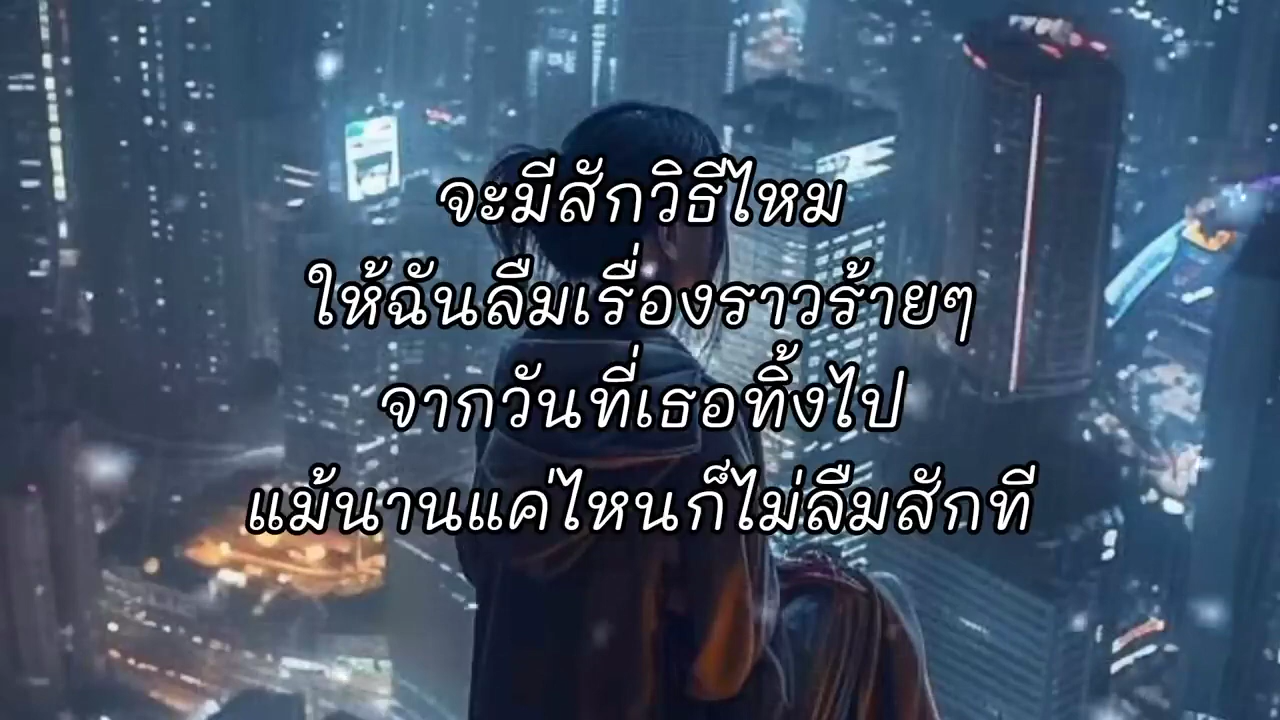 จะมีสักวิธีไหม
ให้ฉันลืมเรื่องราวร้ายๆ
จากวันที่เธอทิ้งไป
แม้นานแค่ไหนก็ไม่ลืมสักที